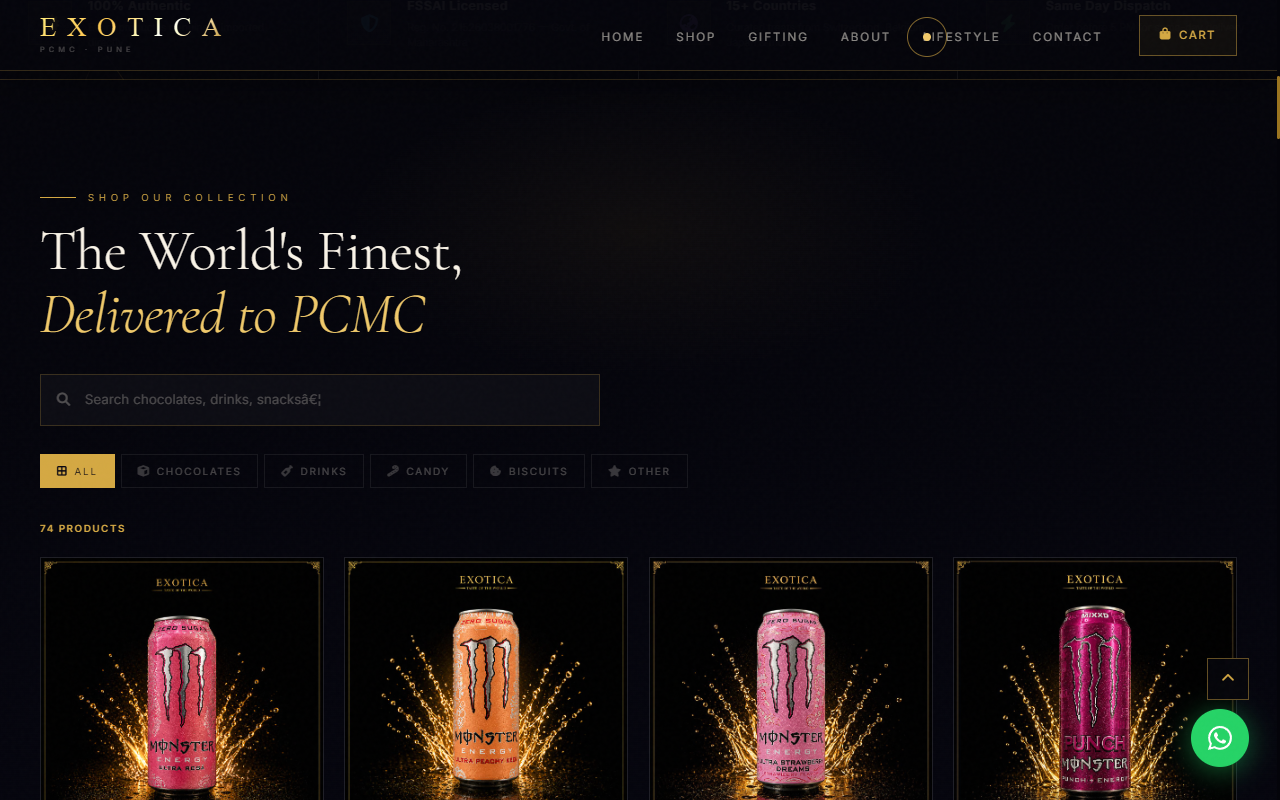 100% Authentic
FSSAI Licensed
15+ Countries
Same Day Dispatch
EXOTICA
PCMC · PUNE
HOME
SHOP
GIFTING
ABOUT
IFESTYLE
CONTACT
CART
SHOP OUR COLLECTION
The World's Finest,
Delivered to PCMC
Search chocolates, drinks, snacksâ€¦
ALL
CHOCOLATES
DRINKS
CANDY
BISCUITS
OTHER
74 PRODUCTS
EXOTICA
ZERO SUGAR
MONSTER
ENERGY
EXOTICA
ZERO SUGAR
MONSTER
ENERGY
ULTRA PEACHY KEEN
EXOTICA
ZERO SUGAR
MONSTER
ENERGY
ULTRA STRAWBERRY
DREAMS
EXOTICA
MIXXD
PUNCH
MONSTER
PUNCH + ENERGY